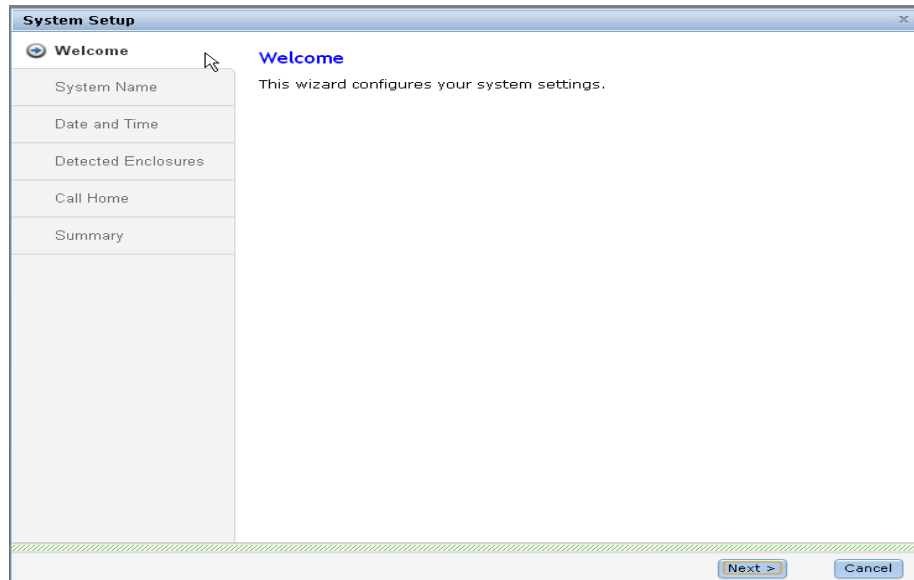 System Setup
x
Welcome
System Name
Date and Time
Detected Enclosures
Call Home
Summary
Welcome
This wizard configures your system settings.
Next >
Cancel